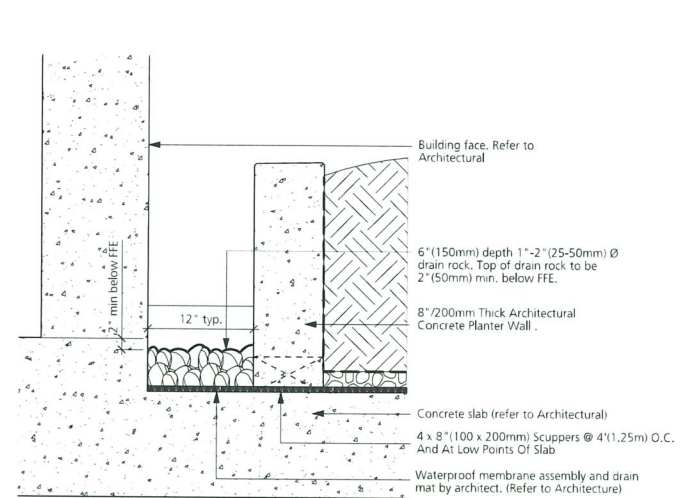 Building face. Refer to
Architectural
2" min below FFE
6"(150mm) depth 1"-2"(25-50mm) Ø
drain rock. Top of drain rock to be
2"(50mm) min. below FFE.
12" typ.
8"/200mm Thick Architectural
Concrete Planter Wall .
Concrete slab (refer to Architectural)
4 x 8"(100 x 200mm) Scuppers @ 4'(1.25m) O.C.
And At Low Points Of Slab
Waterproof membrane assembly and drain
mat by architect. (Refer to Architecture)